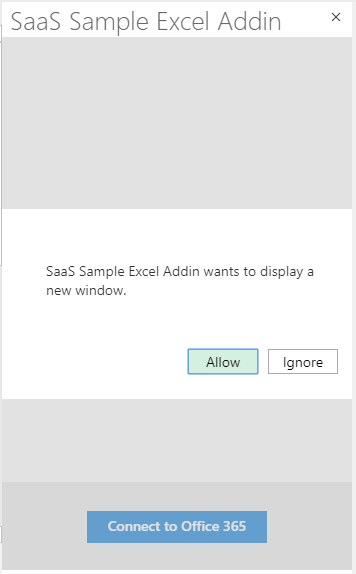 SaaS Sample Excel Addin
SaaS Sample Excel Addin wants to display a
new window.
Allow
Ignore
Connect to Office 365